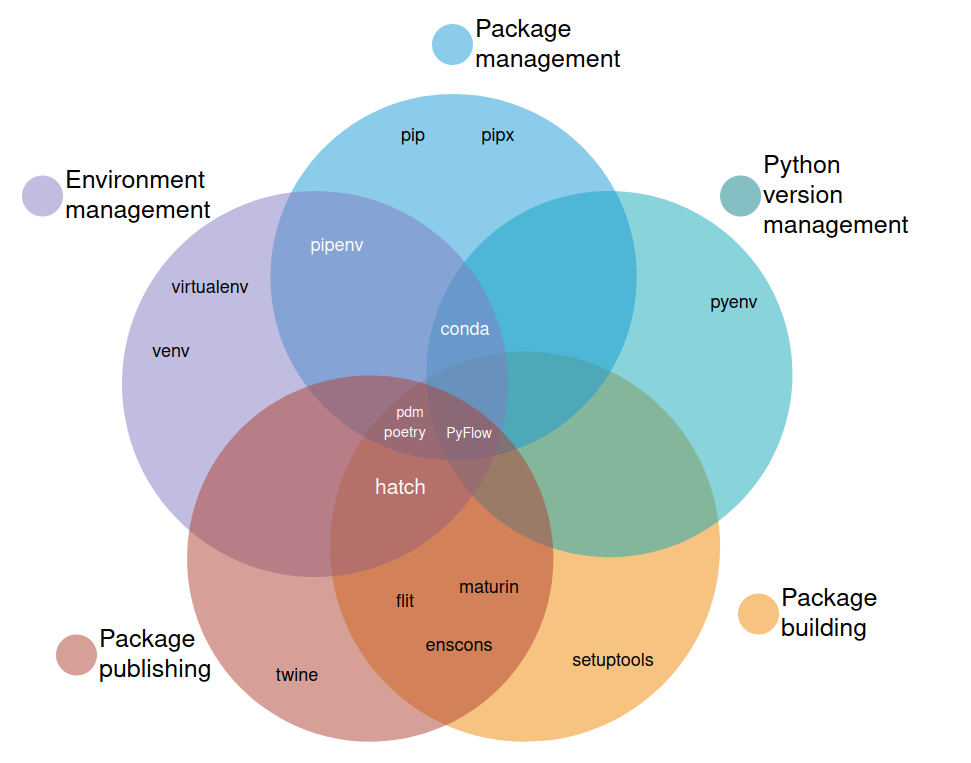 Package
management
pip
pipx
Environment
management
Python
version
management
pipenv
virtualenv
pyenv
conda
venv
pdm
poetry
PyFlow
hatch
maturin
flit
enscons
Package
building
Package
publishing
setuptools
twine